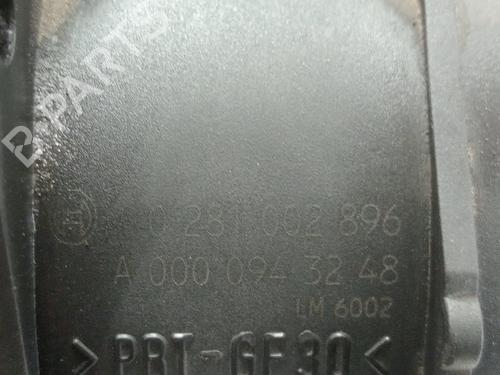 B-PARTS
0 281 002 896
A 000 094 32 48
LM 6002
> PBT-GF30 <